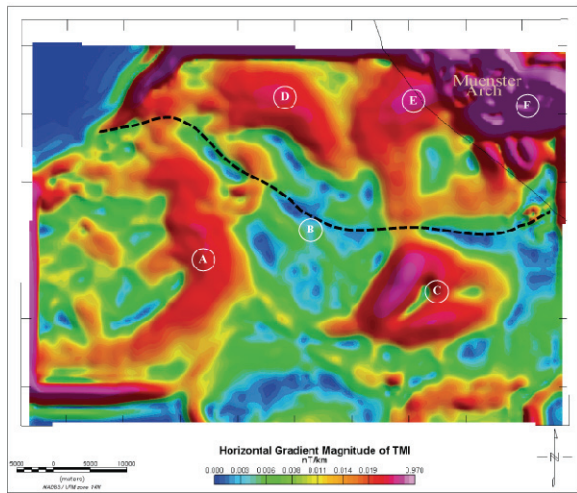 Muenster
Arch
D
E
F
B
A
C
Horizontal Gradient Magnitude of TMI
nT/km
0.000 0.003 0.006 0.008 0.011 0.014 0.019 0.978
5000 0 5000 10000
(meters)
N